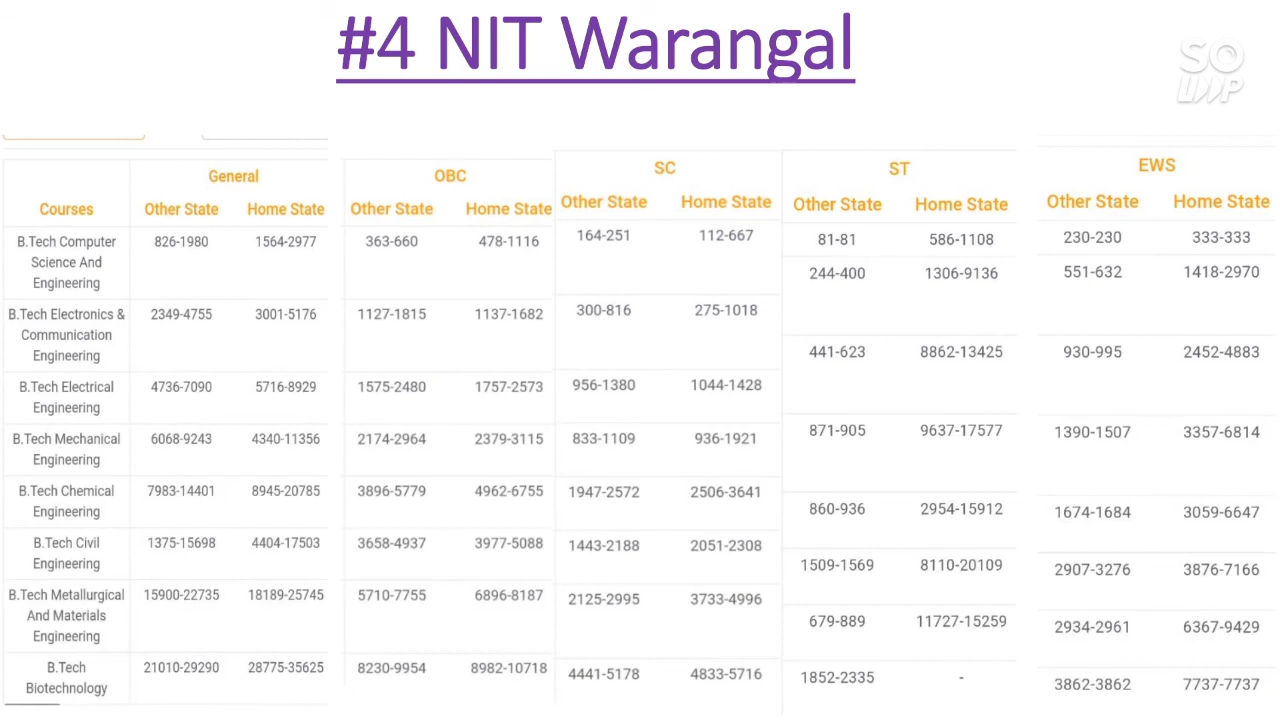 #4 NIT Warangal
SO
LMP
General
OBC
SC
ST
EWS
Courses Other State Home State Other State Home State Other State Home State Other State Home State Other State Home State
B.Tech Computer 826-1980 1564-2977 363-660 478-1116 164-251 112-667 81-81 586-1108 230-230 333-333
Science And
Engineering
244-400 1306-9136 551-632 1418-2970
B.Tech Electronics & 2349-4755 3001-5176 1127-1815 1137-1682 300-816 275-1018
Communication
Engineering
441-623 8862-13425 930-995 2452-4883
B.Tech Electrical 4736-7090 5716-8929 1575-2480 1757-2573 956-1380 1044-1428
Engineering
871-905 9637-17577 1390-1507 3357-6814
B.Tech Mechanical 6068-9243 4340-11356 2174-2964 2379-3115 833-1109 936-1921
Engineering
B.Tech Chemical 7983-14401 8945-20785 3896-5779 4962-6755 1947-2572 2506-3641
Engineering
860-936 2954-15912 1674-1684 3059-6647
B.Tech Civil 1375-15698 4404-17503 3658-4937 3977-5088 1443-2188 2051-2308
Engineering
1509-1569 8110-20109 2907-3276 3876-7166
B.Tech Metallurgical 15900-22735 18189-25745 5710-7755 6896-8187 2125-2995 3733-4996
And Materials
Engineering
679-889 11727-15259 2934-2961 6367-9429
B.Tech 21010-29290 28775-35625 8230-9954 8982-10718 4441-5178 4833-5716
Biotechnology
1852-2335 - 3862-3862 7737-7737